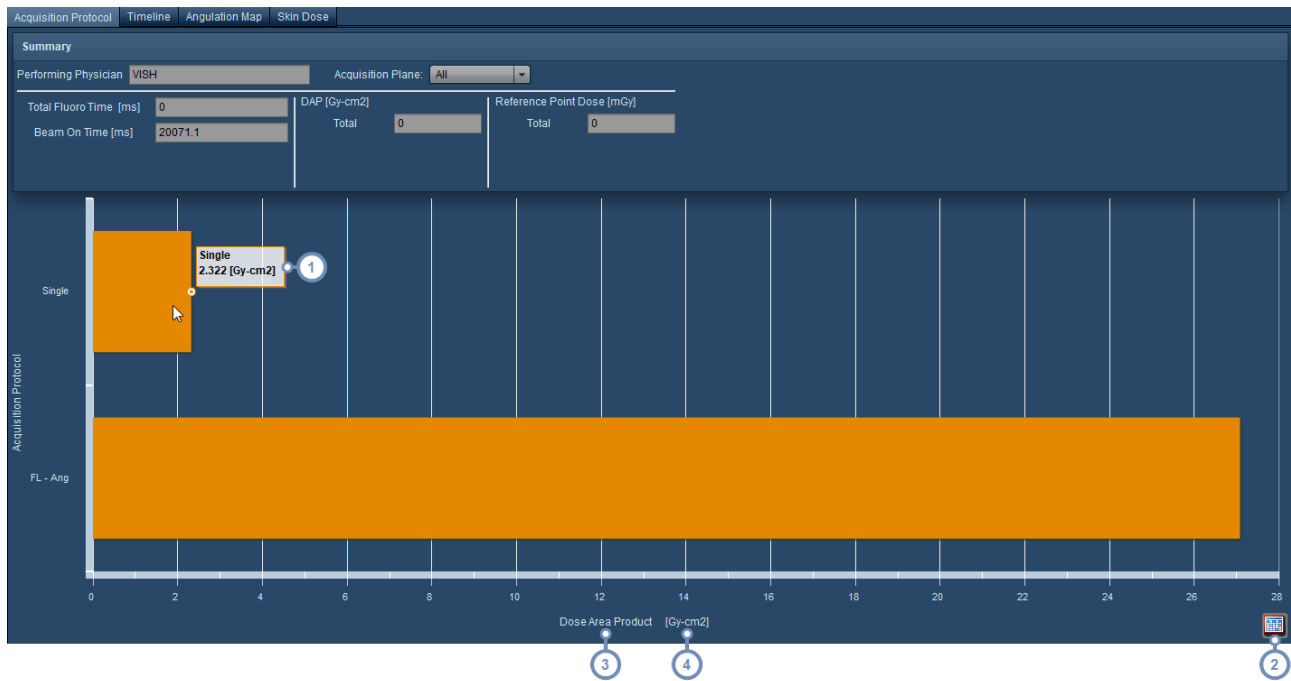 Acquisition Protocol Timeline Angulation Map Skin Dose
Summary
Performing Physician VISH Acquisition Plane: All
Total Fluoro Time [ms] 0 DAP [Gy-cm2] Reference Point Dose [mGy]
Total 0 Total 0
Beam On Time [ms] 20071.1
Single
2.322 [Gy-cm2] 1
Single
Acquisition Protocol
FL - Ang
0 2 4 6 8 10 12 14 16 18 20 22 24 26 28
Dose Area Product [Gy-cm2]
3 4 2